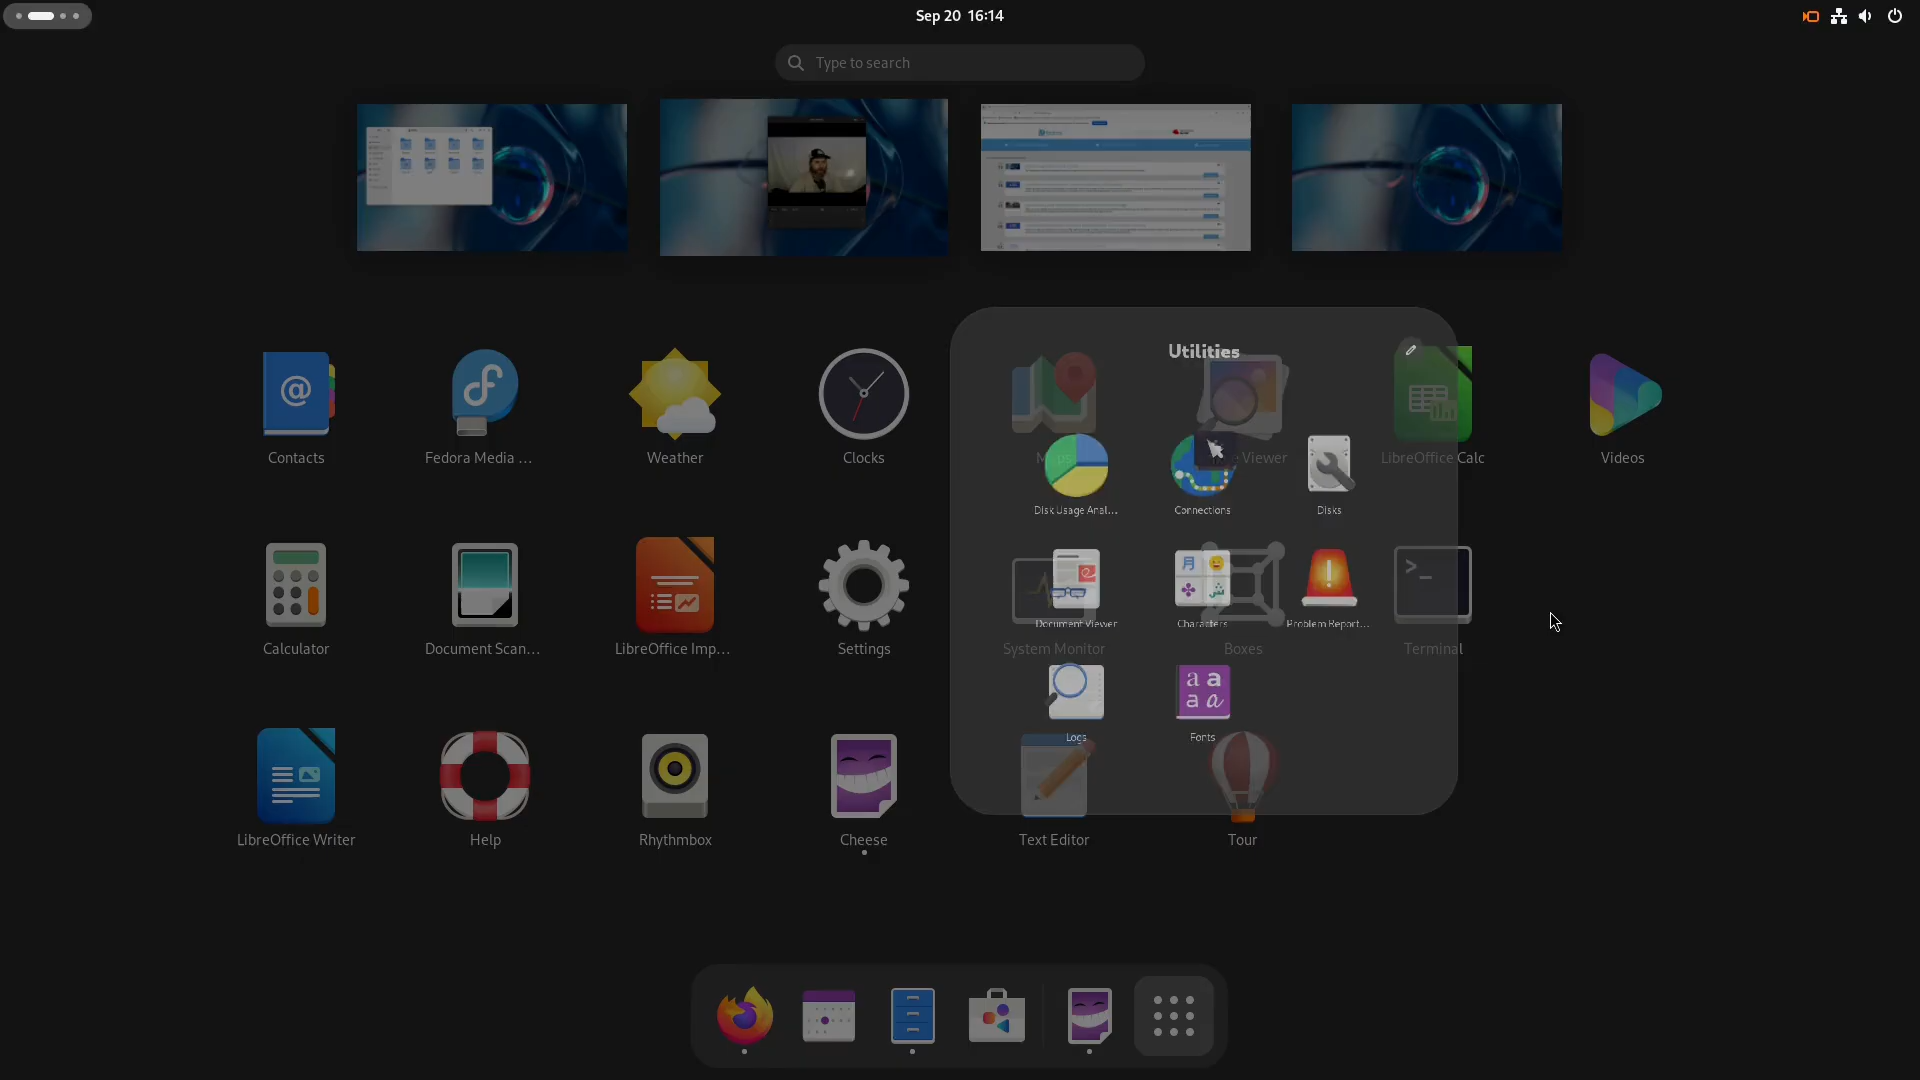 Sep 20 16:14
Type to search
Utilities
Contacts
Fedora Media ...
Weather
Clocks
Viewer
LibreOffice Calc
Videos
Disk Usage Anal...
Connections
Disks
Document Viewer
Characters
Problem Report...
Calculator
Document Scan...
LibreOffice Imp...
Settings
System Monitor
Boxes
Terminal
Logs
Fonts
LibreOffice Writer
Help
Rhythmbox
Cheese
Text Editor
Tour